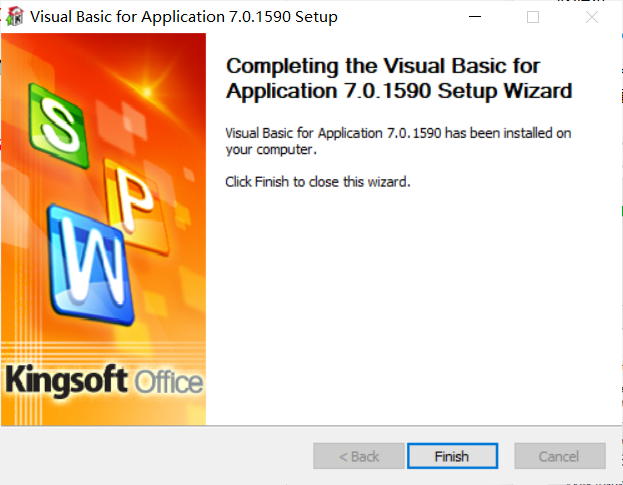 Visual Basic for Application 7.0.1590 Setup
Completing the Visual Basic for
Application 7.0.1590 Setup Wizard
Visual Basic for Application 7.0.1590 has been installed on
your computer.
Click Finish to close this wizard.
S
P
W
Kingsoft Office
< Back
Finish
Cancel